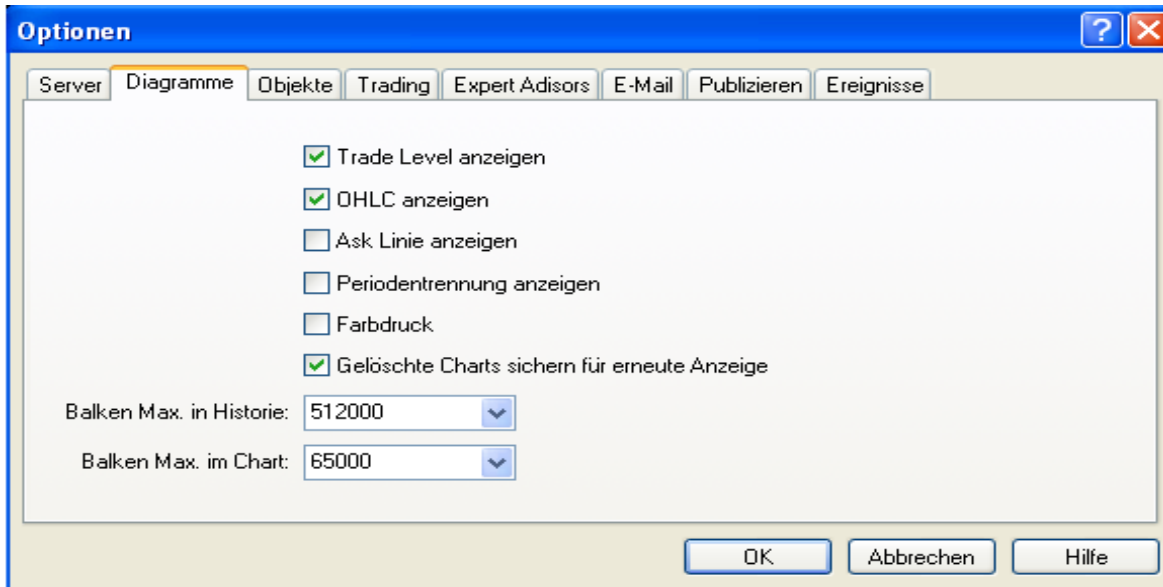 Optionen
Server Diagramme Objekte Trading Expert Adisors E-Mail Publizieren Ereignisse
Trade Level anzeigen
OHLC anzeigen
Ask Linie anzeigen
Periodentrennung anzeigen
Farbdruck
Gelöschte Charts sichern für erneute Anzeige
Balken Max. in Historie: 512000
Balken Max. im Chart: 65000
OK Abbrechen Hilfe